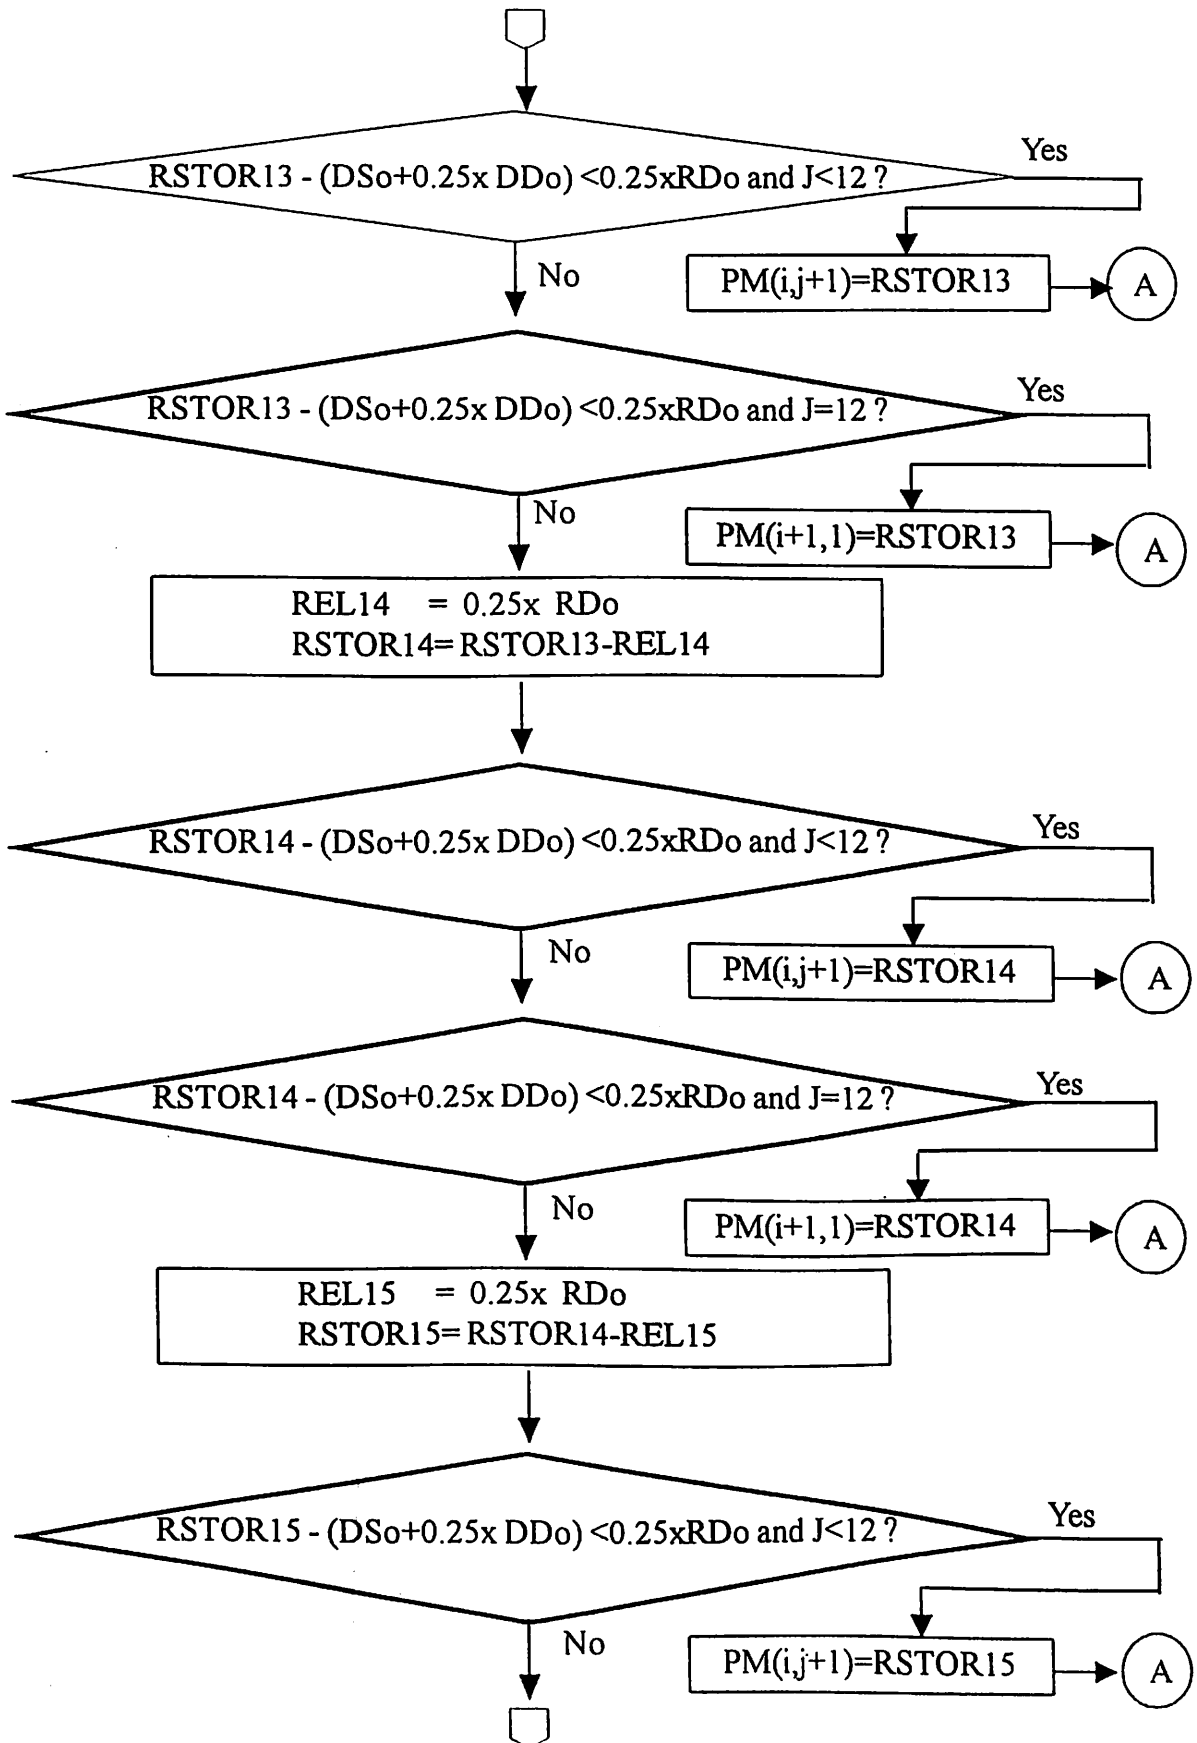 Yes
RSTOR13 - (DSo+0.25x DDo) <0.25xRDo and J<12 ?
No
PM(i,j+1)=RSTOR13
A
Yes
RSTOR13 - (DSo+0.25x DDo) <0.25xRDo and J=12 ?
No
PM(i+1,1)=RSTOR13
A
REL14 = 0.25x RDo
RSTOR14= RSTOR13-REL14
Yes
RSTOR14 - (DSo+0.25x DDo) <0.25xRDo and J<12 ?
No
PM(i,j+1)=RSTOR14
A
Yes
RSTOR14 - (DSo+0.25x DDo) <0.25xRDo and J=12 ?
No
PM(i+1,1)=RSTOR14
A
REL15 = 0.25x RDo
RSTOR15= RSTOR14-REL15
Yes
RSTOR15 - (DSo+0.25x DDo) <0.25xRDo and J<12 ?
No
PM(i,j+1)=RSTOR15
A